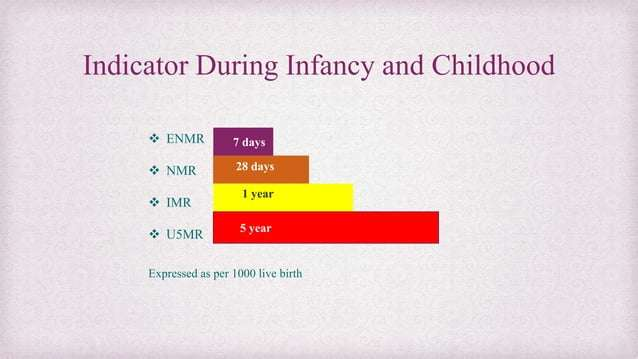 Indicator During Infancy and Childhood
❖ ENMR 7 days
❖ NMR 28 days
❖ IMR 1 year
❖ U5MR 5 year
Expressed as per 1000 live birth